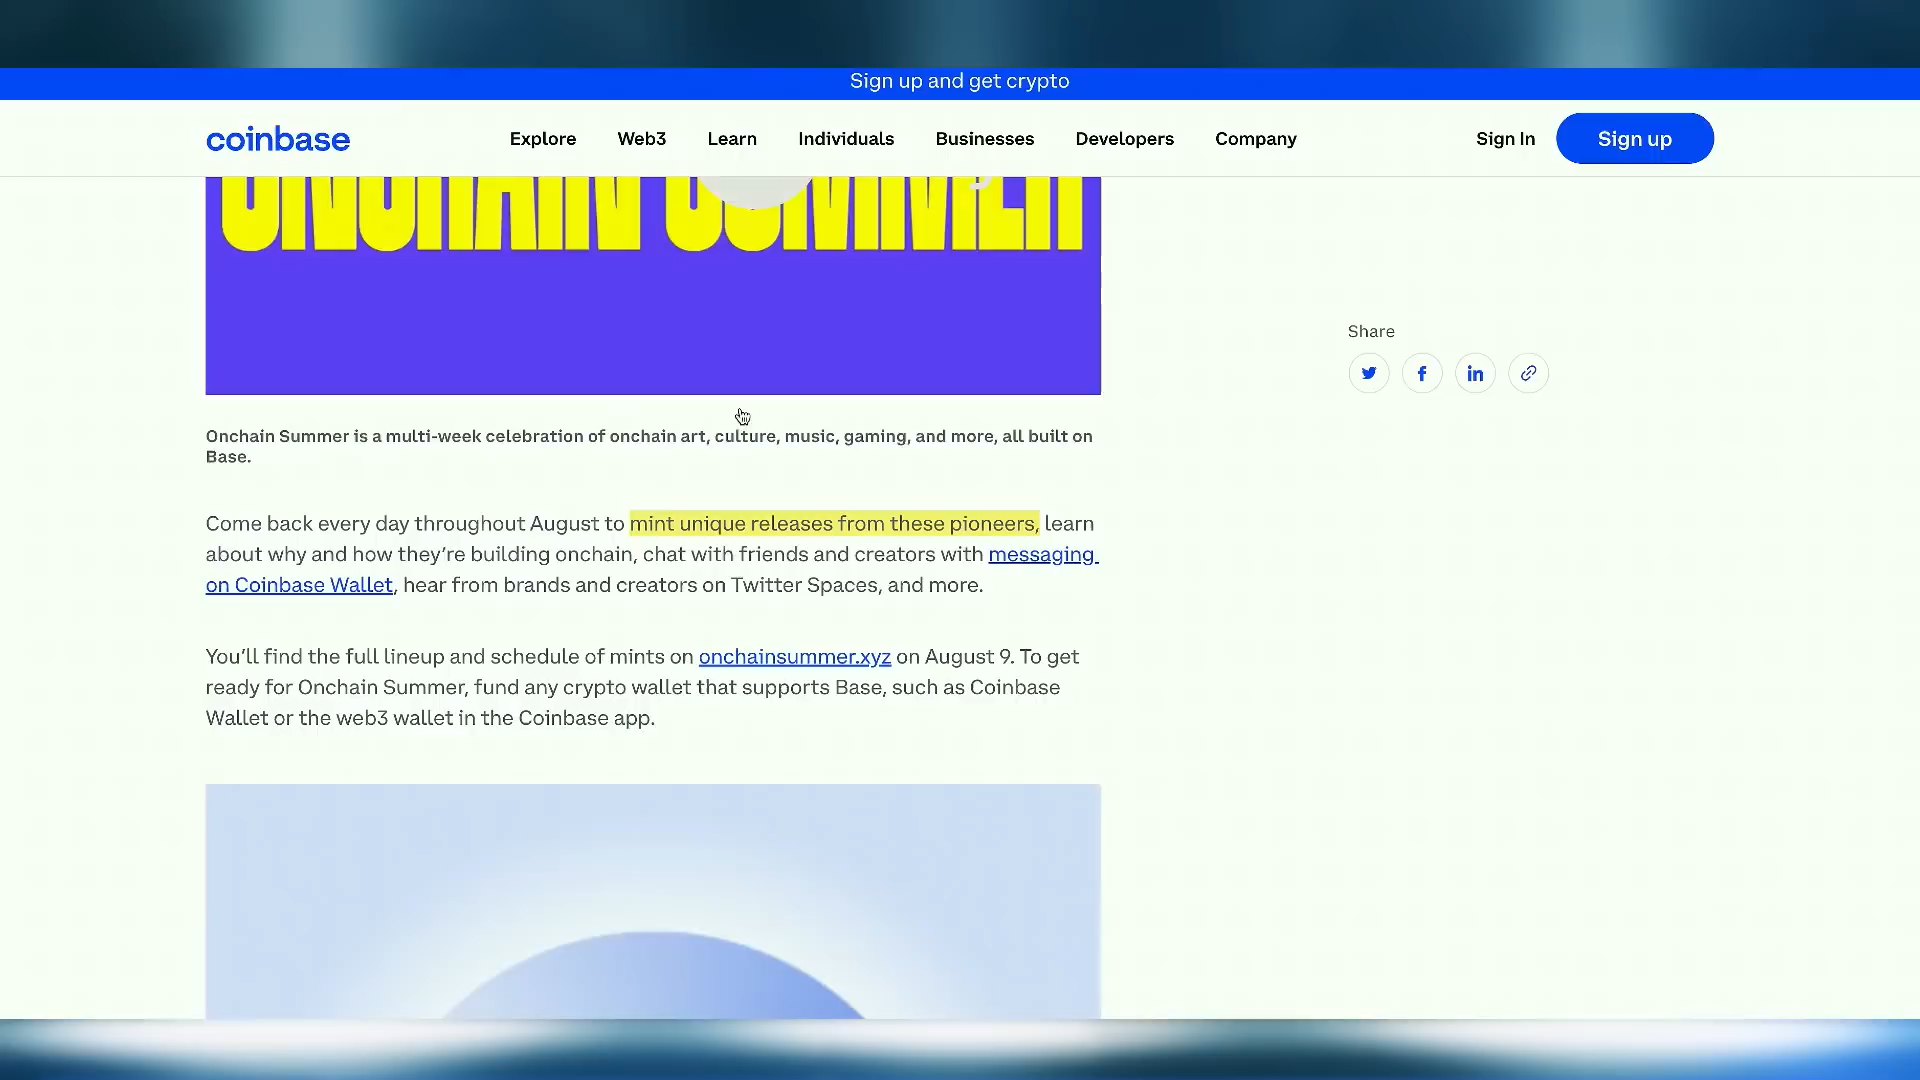 Sign up and get crypto
coinbase
Explore
Web3
Learn
Individuals
Businesses
Developers
Company
Sign In
Sign up
ONCHAIN SUMMER
Share
Onchain Summer is a multi-week celebration of onchain art, culture, music, gaming, and more, all built on
Base.
Come back every day throughout August to mint unique releases from these pioneers, learn
about why and how they’re building onchain, chat with friends and creators with messaging
on Coinbase Wallet, hear from brands and creators on Twitter Spaces, and more.
You’ll find the full lineup and schedule of mints on onchainsummer.xyz on August 9. To get
ready for Onchain Summer, fund any crypto wallet that supports Base, such as Coinbase
Wallet or the web3 wallet in the Coinbase app.